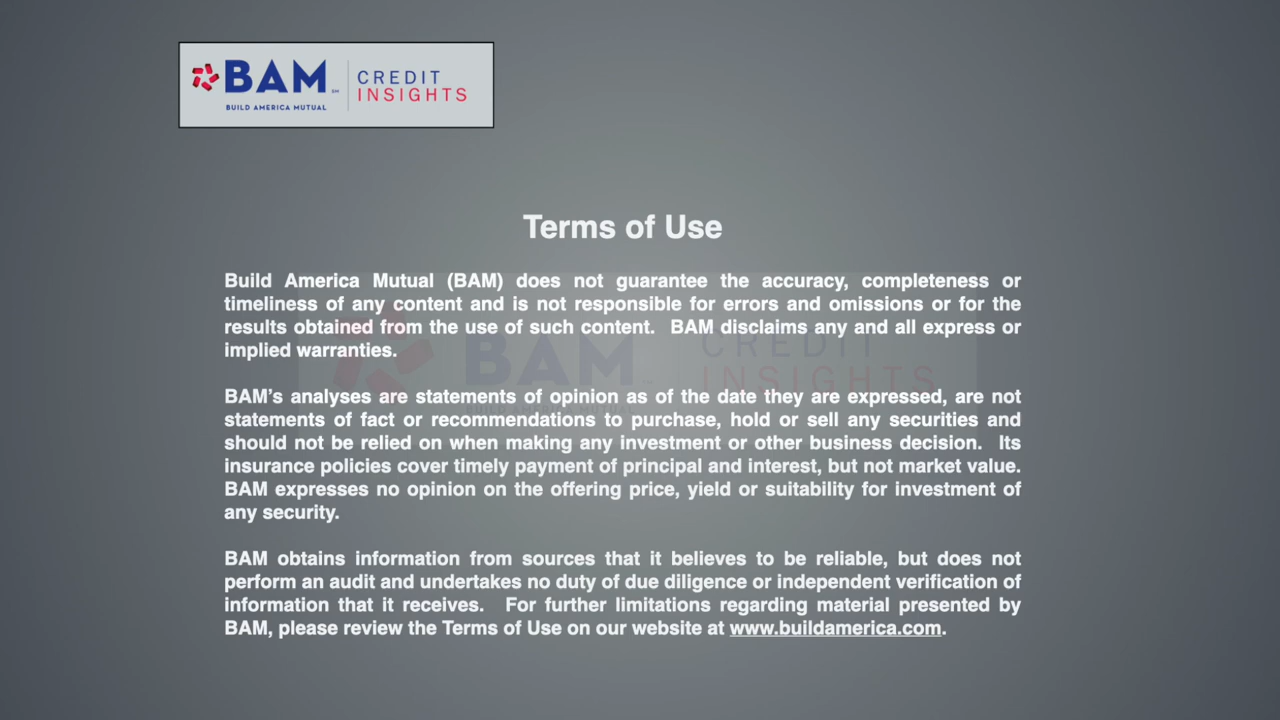 BAM SM
BUILD AMERICA MUTUAL
CREDIT
INSIGHTS
Terms of Use
Build America Mutual (BAM) does not guarantee the accuracy, completeness or
timeliness of any content and is not responsible for errors and omissions or for the
results obtained from the use of such content. BAM disclaims any and all express or
implied warranties.
BAM
CREDIT
INSIGHTS
BUILD AMERICA MUTUAL
BAM’s analyses are statements of opinion as of the date they are expressed, are not
statements of fact or recommendations to purchase, hold or sell any securities and
should not be relied on when making any investment or other business decision. Its
insurance policies cover timely payment of principal and interest, but not market value.
BAM expresses no opinion on the offering price, yield or suitability for investment of
any security.
BAM obtains information from sources that it believes to be reliable, but does not
perform an audit and undertakes no duty of due diligence or independent verification of
information that it receives. For further limitations regarding material presented by
BAM, please review the Terms of Use on our website at www.buildamerica.com.